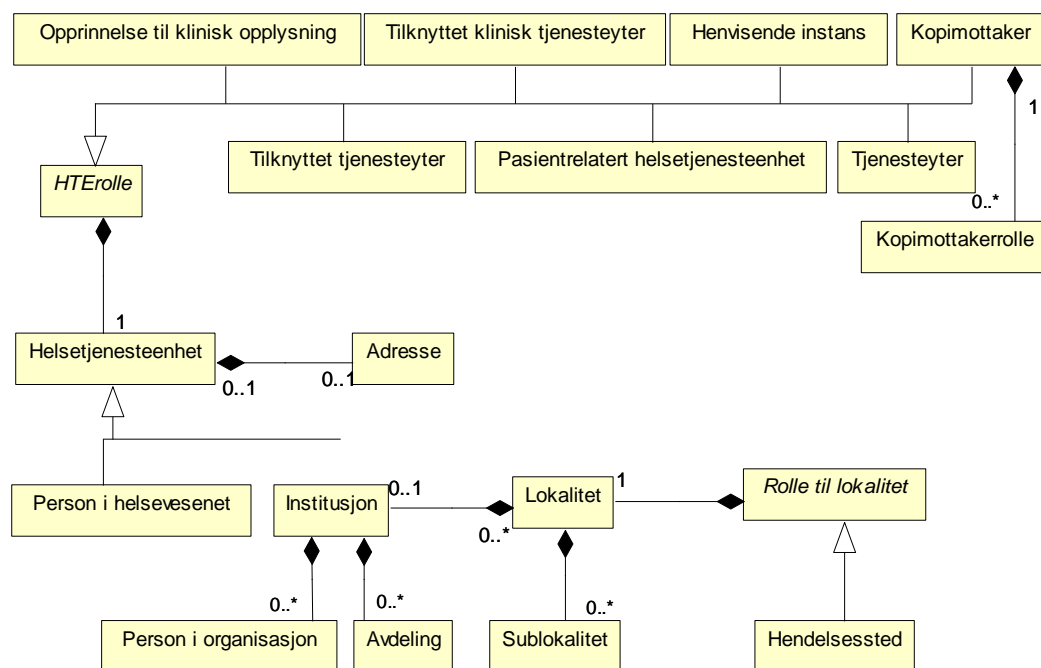 Opprinnelse til klinisk opplysning
Tilknyttet klinisk tjenesteyter
Henvisende instans
Kopimottaker
1
Tilknyttet tjenesteyter
Pasientrelatert helsetjenesteenhet
Tjenesteyter
HTErolle
0..*
Kopimottakerrolle
1
Helsetjenesteenhet
Adresse
0..1
0..1
Person i helsevesenet
Institusjon
0..1
Lokalitet
1
Rolle til lokalitet
0..*
0..*
0..*
0..*
Person i organisasjon
Avdeling
Sublokalitet
Hendelsessted